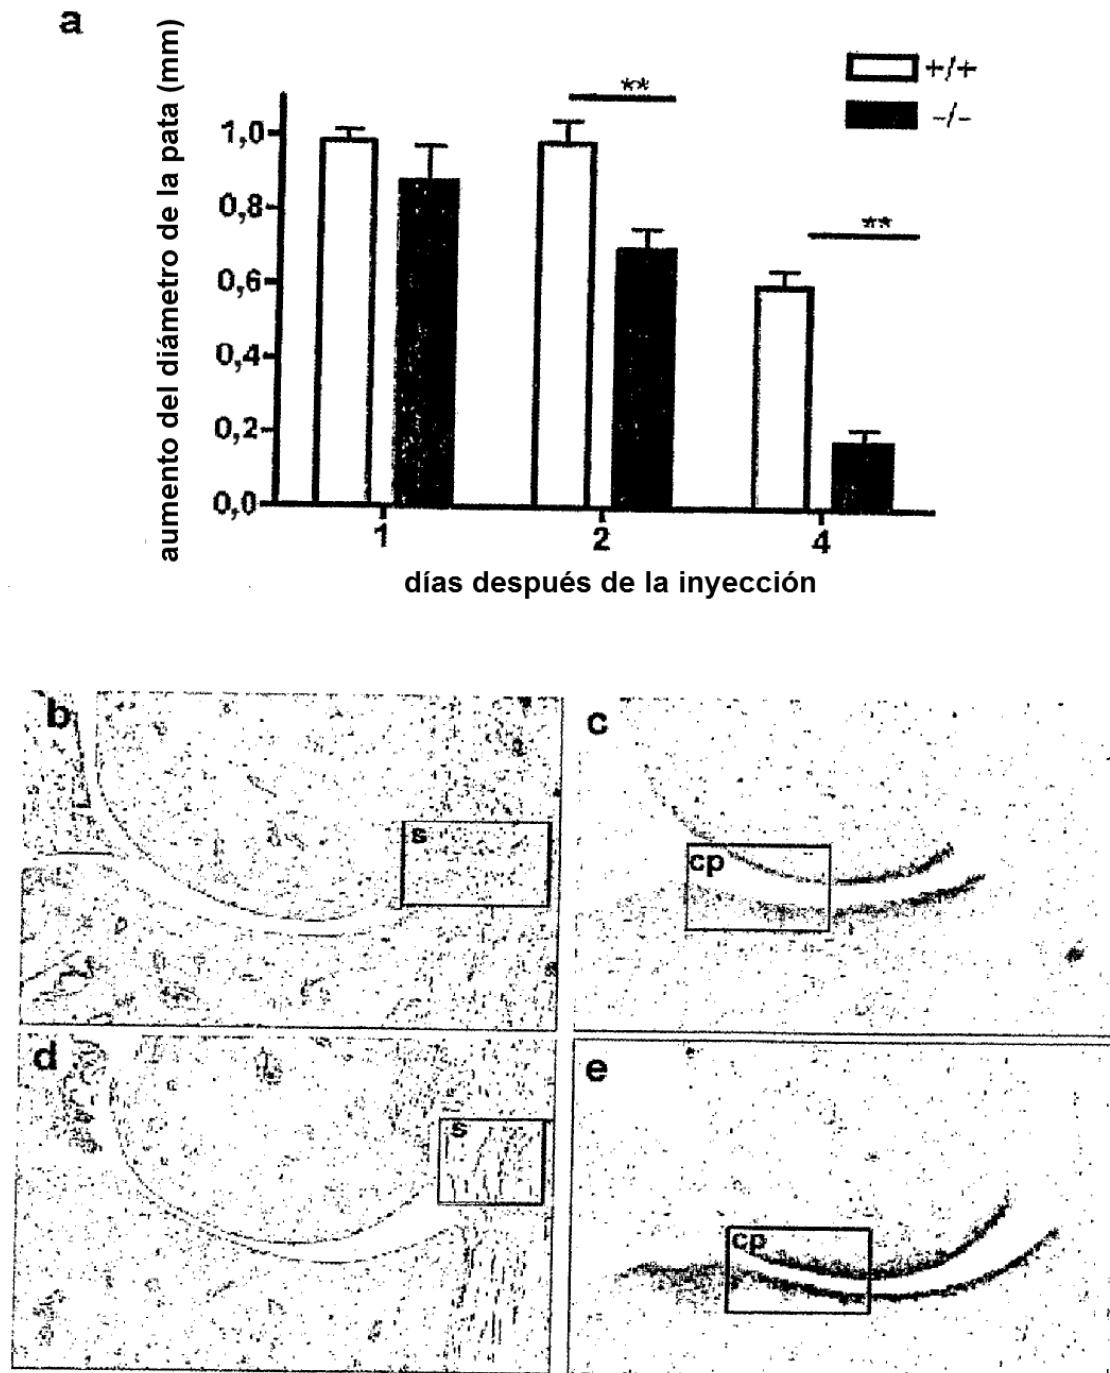 a
aumento del diámetro de la pata (mm)
+/+
-/-
**
**
1,0
0,8
0,6
0,4
0,2
0,0
1
2
4
días después de la inyección
b
s
c
cp
d
s
e
cp